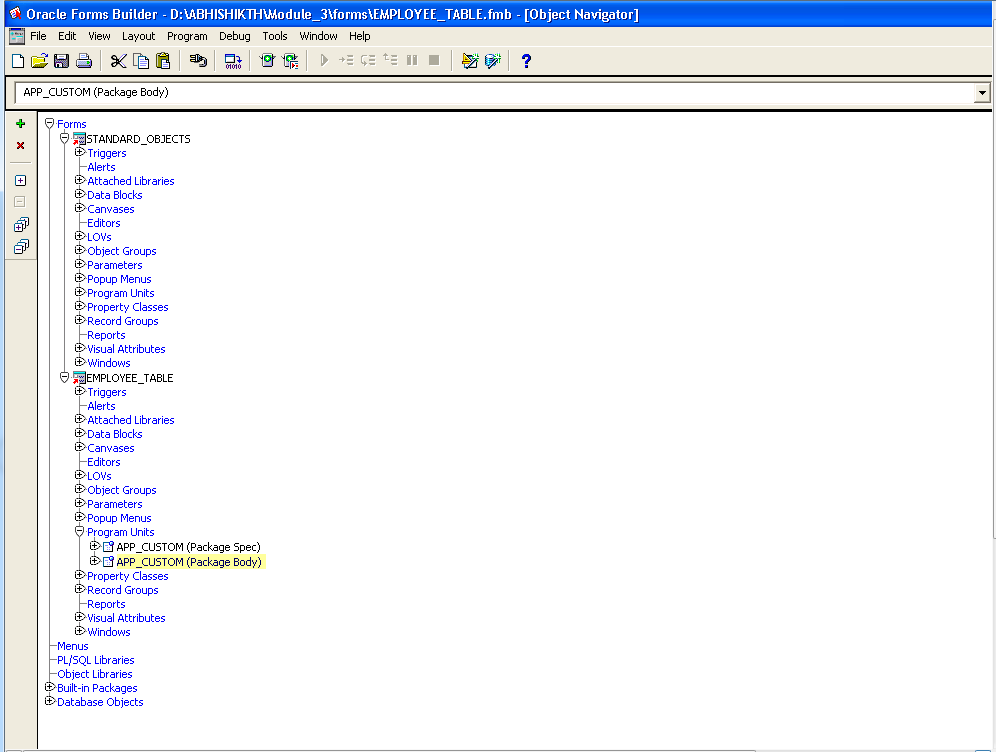 Oracle Forms Builder - D:\ABHISHIKTH\Module_3\forms\EMPLOYEE_TABLE.fmb - [Object Navigator]
File Edit View Layout Program Debug Tools Window Help
APP_CUSTOM (Package Body)
Forms
STANDARD_OBJECTS
Triggers
Alerts
Attached Libraries
Data Blocks
Canvases
Editors
LOVs
Object Groups
Parameters
Popup Menus
Program Units
Property Classes
Record Groups
Reports
Visual Attributes
Windows
EMPLOYEE_TABLE
Triggers
Alerts
Attached Libraries
Data Blocks
Canvases
Editors
LOVs
Object Groups
Parameters
Popup Menus
Program Units
APP_CUSTOM (Package Spec)
APP_CUSTOM (Package Body)
Property Classes
Record Groups
Reports
Visual Attributes
Windows
Menus
PL/SQL Libraries
Object Libraries
Built-in Packages
Database Objects